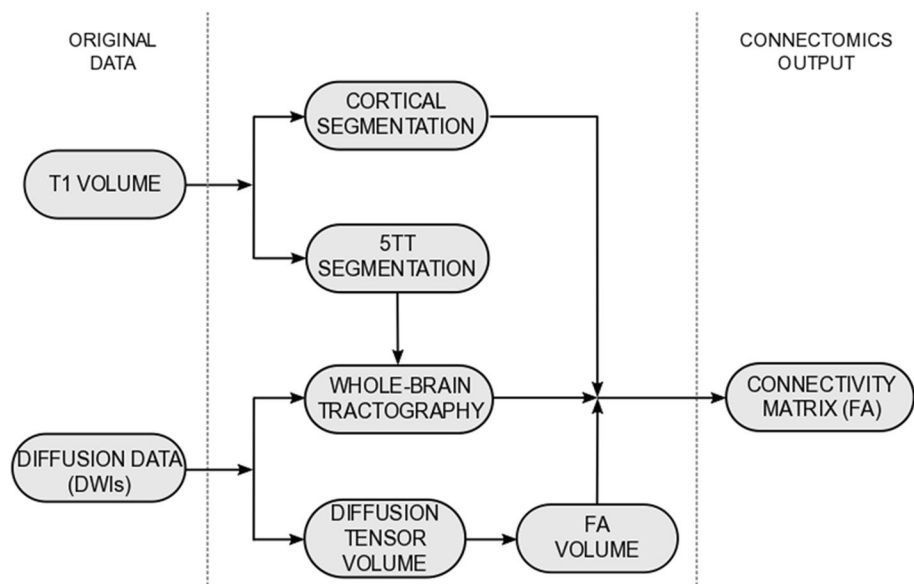 ORIGINAL
DATA
CONNECTOMICS
OUTPUT
CORTICAL
SEGMENTATION
T1 VOLUME
5TT
SEGMENTATION
WHOLE-BRAIN
TRACTOGRAPHY
CONNECTIVITY
MATRIX (FA)
DIFFUSION DATA
(DWIs)
DIFFUSION
TENSOR
VOLUME
FA
VOLUME